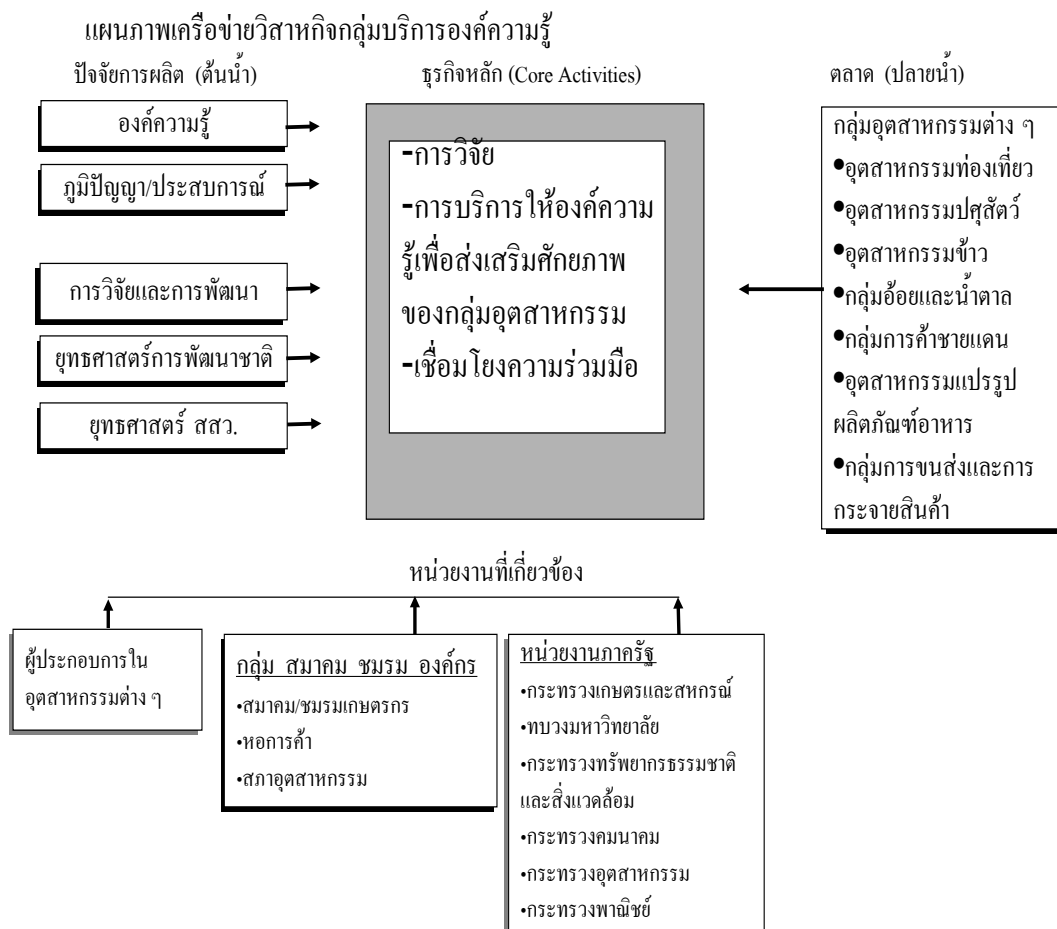 แผนภาพเครือข่ายวิสาหกิจกลุ่มบริการองค์ความรู้
ปัจจัยการผลิต (ต้นน้ำ)
องค์ความรู้
ภูมิปัญญา/ประสบการณ์
การวิจัยและการพัฒนา
ยุทธศาสตร์การพัฒนาชาติ
ยุทธศาสตร์ สสว.
ธุรกิจหลัก (Core Activities)
-การวิจัย
-การบริการให้องค์ความ
รู้เพื่อส่งเสริมศักยภาพ
ของกลุ่มอุตสาหกรรม
-เชื่อมโยงความร่วมมือ
ตลาด (ปลายน้ำ)
กลุ่มอุตสาหกรรมต่าง ๆ
•อุตสาหกรรมท่องเที่ยว
•อุตสาหกรรมปศุสัตว์
•อุตสาหกรรมข้าว
•กลุ่มอ้อยและน้ำตาล
•กลุ่มการค้าชายแดน
•อุตสาหกรรมแปรรูป
ผลิตภัณฑ์อาหาร
•กลุ่มการขนส่งและการ
กระจายสินค้า
หน่วยงานที่เกี่ยวข้อง
ผู้ประกอบการใน
อุตสาหกรรมต่าง ๆ
กลุ่ม สมาคม ชมรม องค์กร
•สมาคม/ชมรมเกษตรกร
•หอการค้า
•สภาอุตสาหกรรม
หน่วยงานภาครัฐ
•กระทรวงเกษตรและสหกรณ์
•ทบวงมหาวิทยาลัย
•กระทรวงทรัพยากรธรรมชาติ
และสิ่งแวดล้อม
•กระทรวงคมนาคม
•กระทรวงอุตสาหกรรม
•กระทรวงพาณิชย์